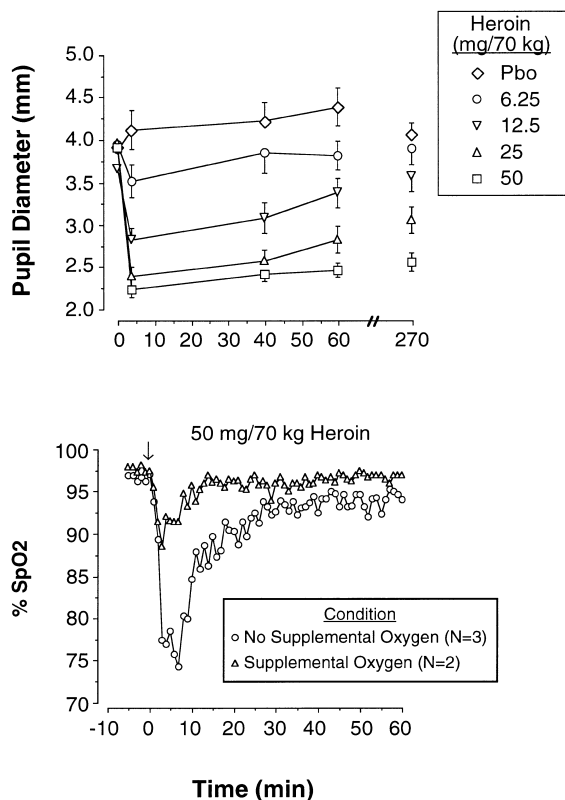 Heroin
(mg/70 kg)
Pbo
6.25
12.5
25
50
Pupil Diameter (mm)
5.0
4.5
4.0
3.5
3.0
2.5
2.0
0 10 20 30 40 50 60 270
50 mg/70 kg Heroin
% SpO2
100
95
90
85
80
75
70
Condition
No Supplemental Oxygen (N=3)
Supplemental Oxygen (N=2)
-10 0 10 20 30 40 50 60
Time (min)